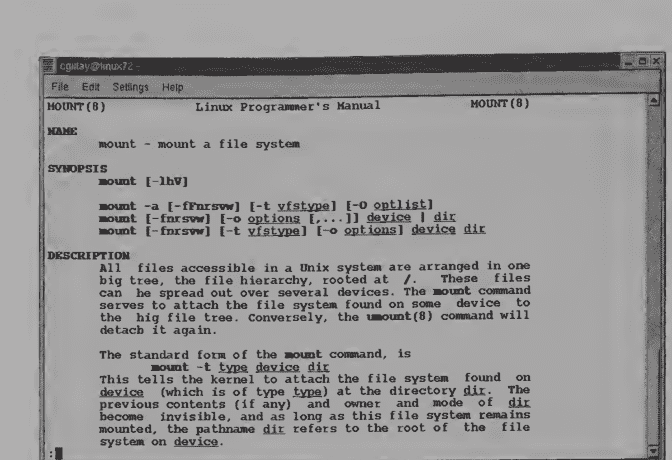 File Edit Settings Help
MOUNT(8) Linux Programmer's Manual MOUNT(8)
NAME
mount - mount a file system
SYNOPSIS
mount [-lhV]
mount -a [-fFnrsvw] [-t vfstype] [-O optlist]
mount [-fnrsvw] [-o options [,...]] device | dir
mount [-fnrsvw] [-t vfstype] [-o options] device dir
DESCRIPTION
All files accessible in a Unix system are arranged in one
big tree, the file hierarchy, rooted at /. These files
can be spread out over several devices. The mount command
serves to attach the file system found on some device to
the big file tree. Conversely, the umount(8) command will
detach it again.
The standard form of the mount command, is
mount -t type device dir
This tells the kernel to attach the file system found on
device (which is of type type) at the directory dir. The
previous contents (if any) and owner and mode of dir
become invisible, and as long as this file system remains
mounted, the pathname dir refers to the root of the file
system on device.
: